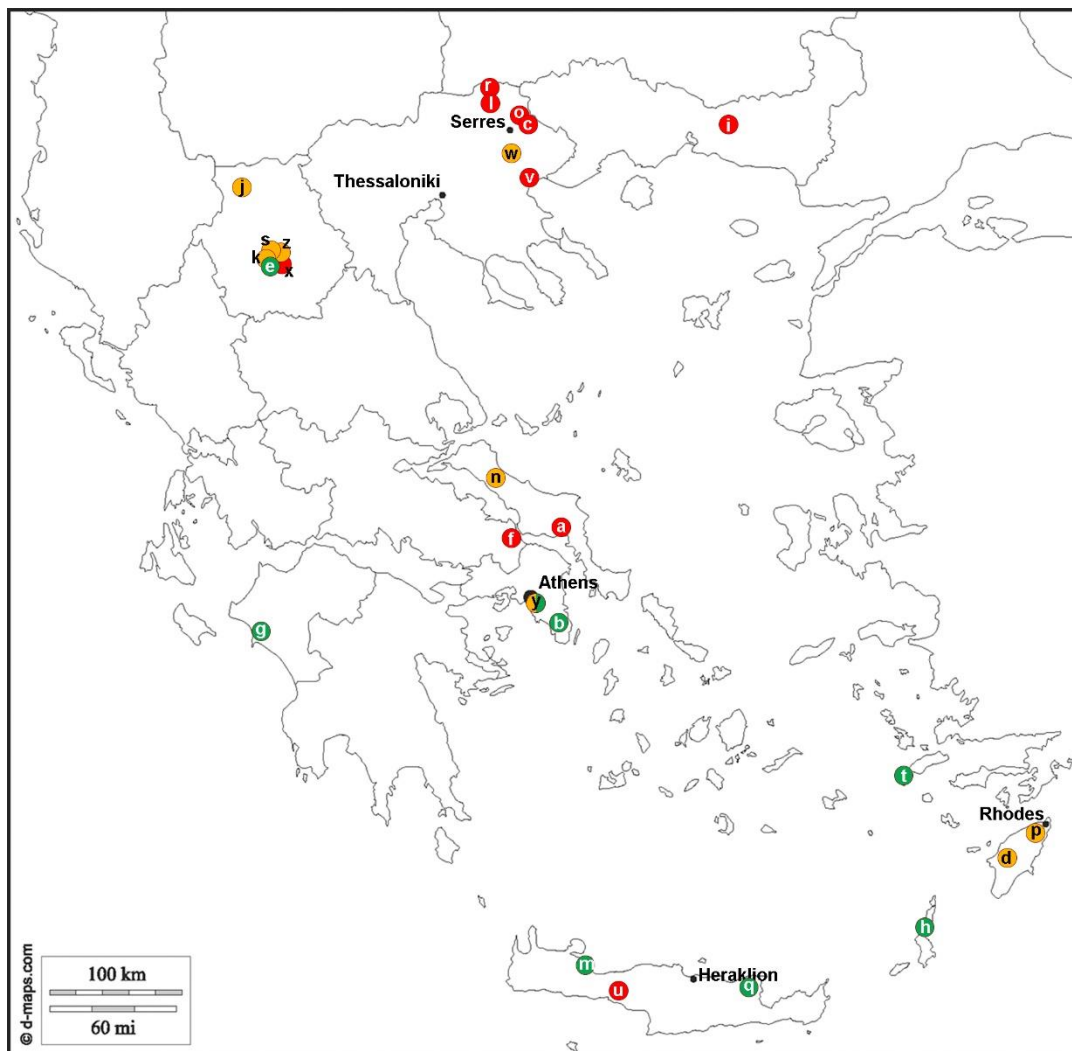 r
l
o
c
Serres
i
w
v
Thessaloniki
j
s
z
k
e
x
n
a
f
Athens
y
b
g
t
Rhodes
p
d
h
m
Heraklion
q
u
100 km
60 mi
© d-maps.com